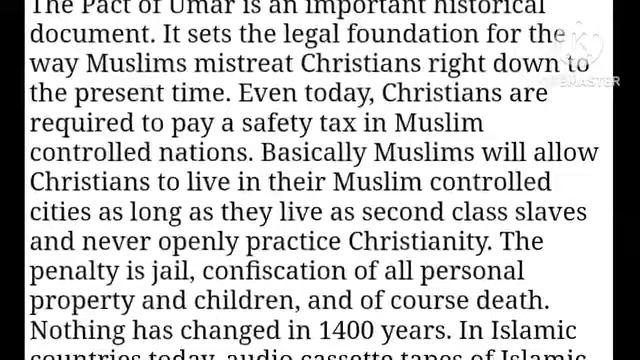 The Pact of Umar is an important historical
document. It sets the legal foundation for the
way Muslims mistreat Christians right down to
the present time. Even today, Christians are
required to pay a safety tax in Muslim
controlled nations. Basically Muslims will allow
Christians to live in their Muslim controlled
cities as long as they live as second class slaves
and never openly practice Christianity. The
penalty is jail, confiscation of all personal
property and children, and of course death.
Nothing has changed in 1400 years. In Islamic
countries today, audio cassette tapes of Islamic